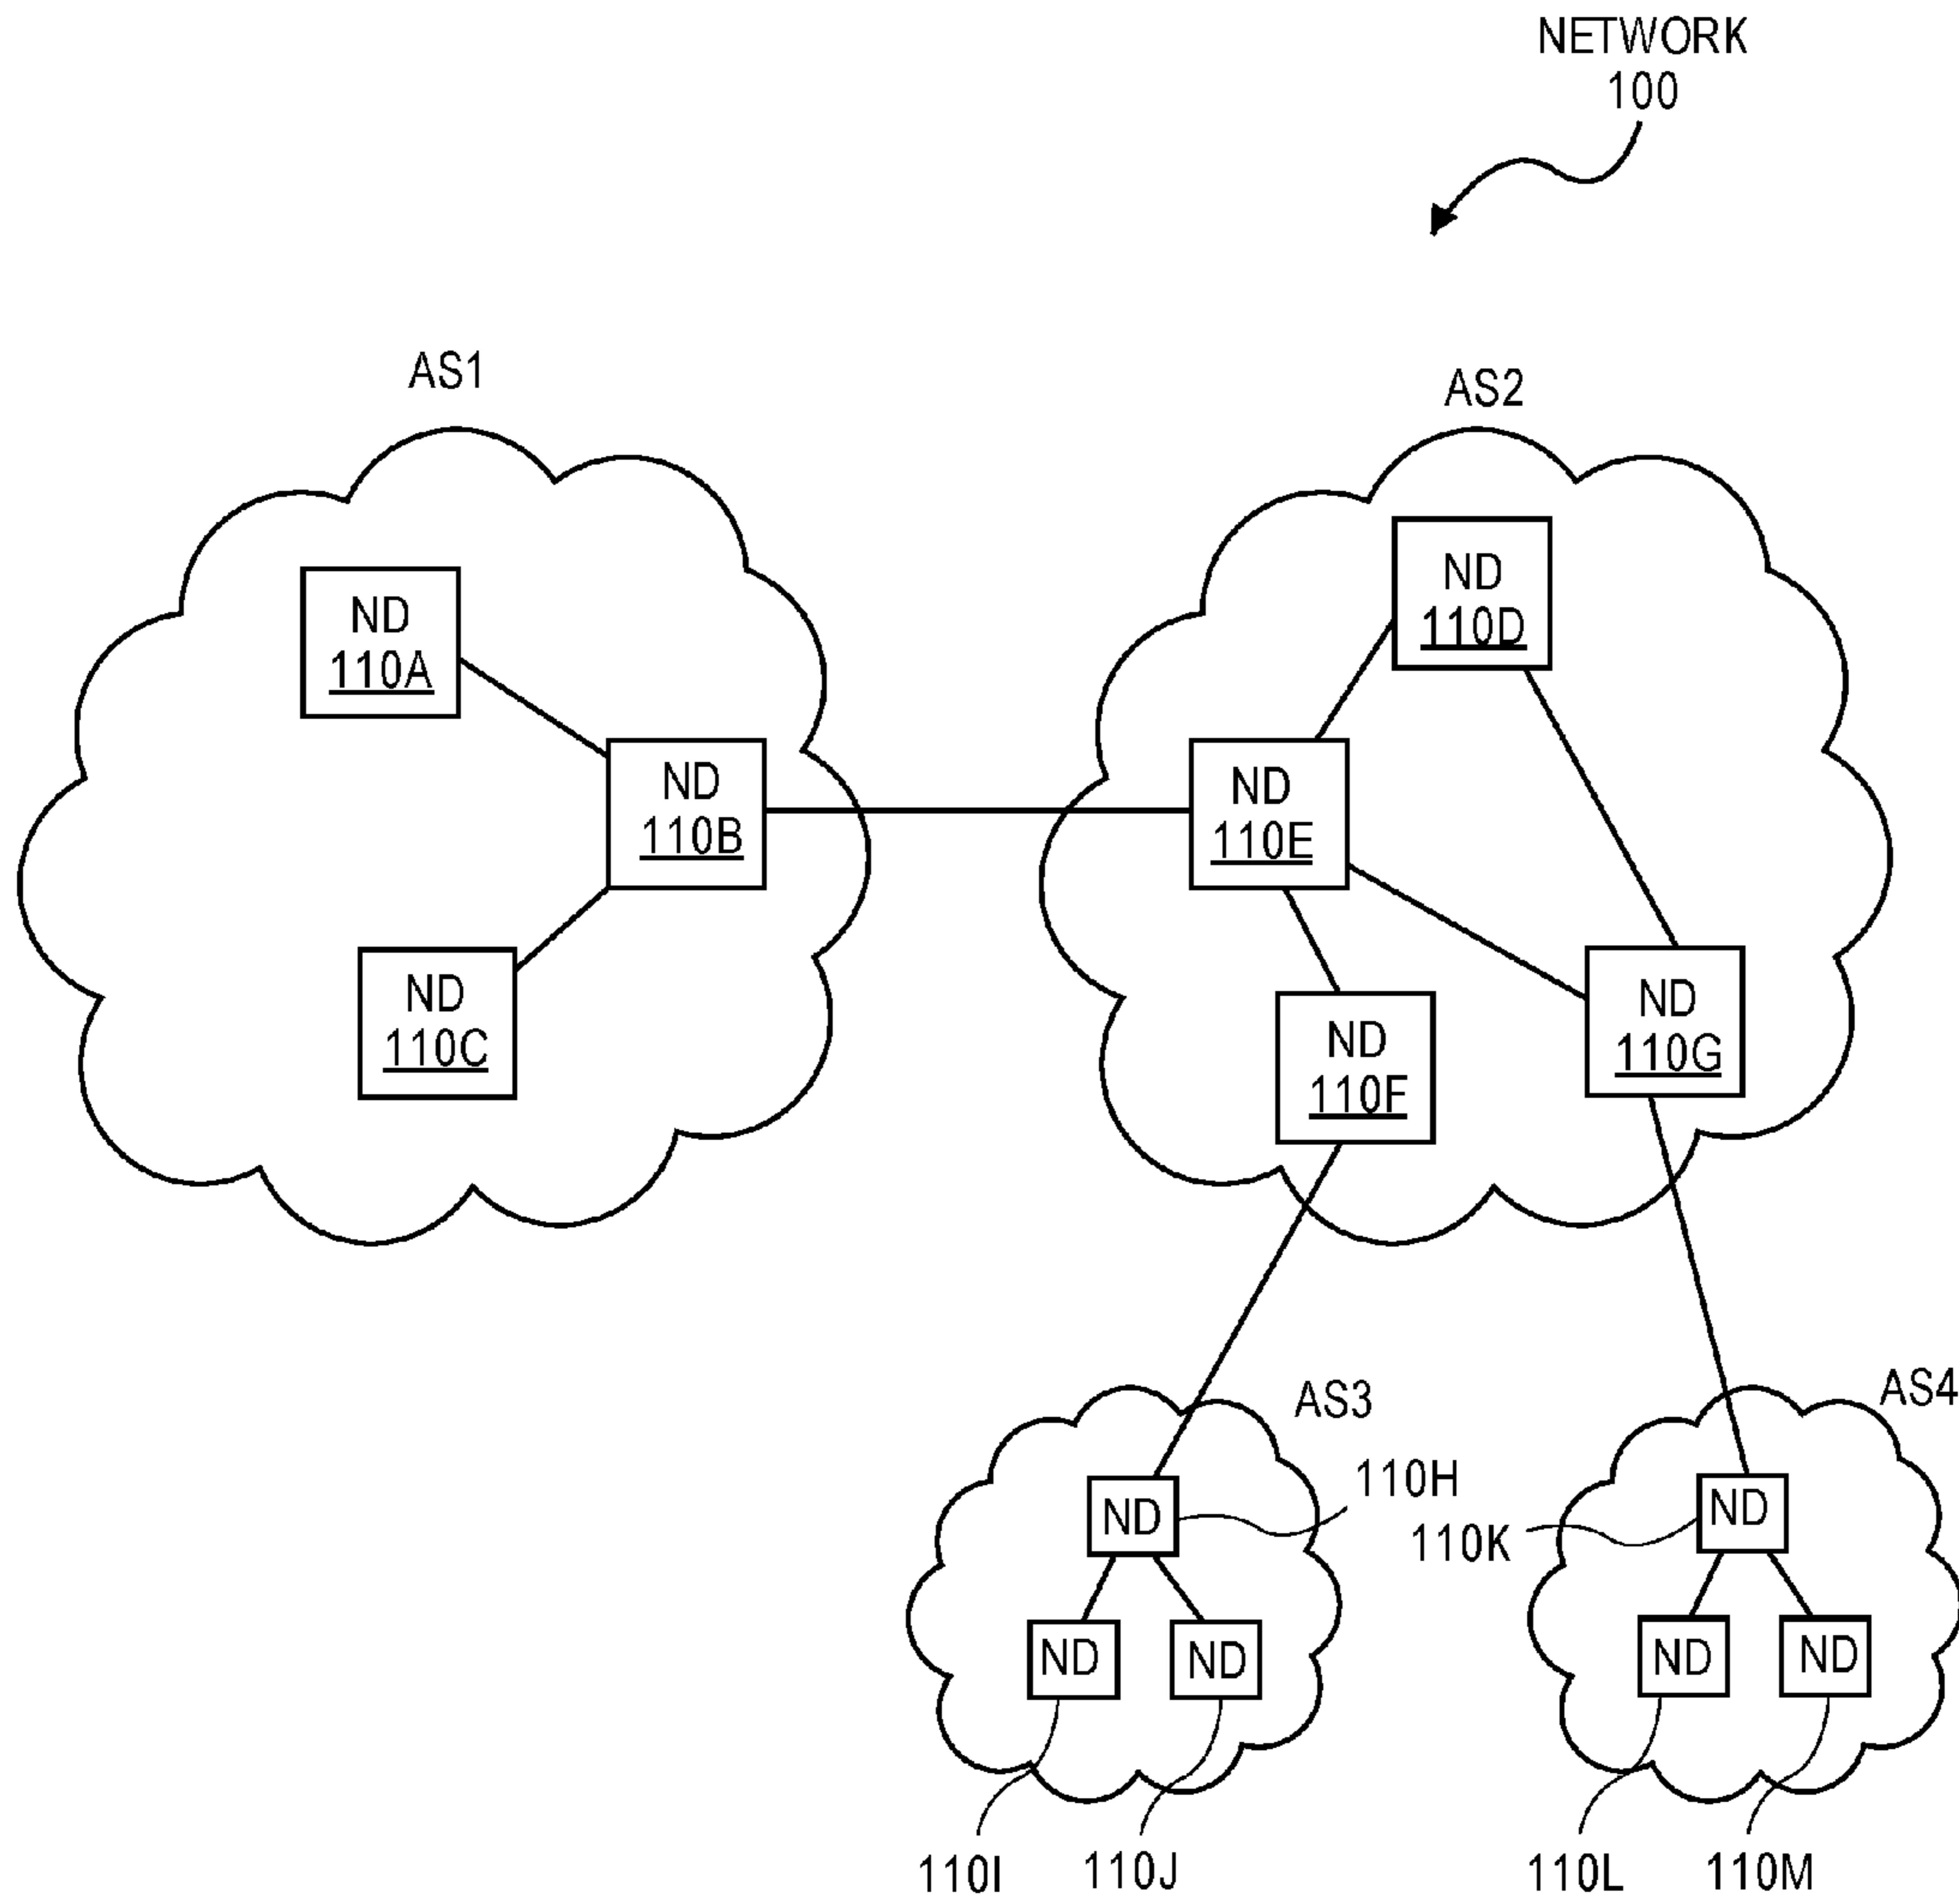 NETWORK
100
AS1
AS2
ND
110A
ND
110B
ND
110C
ND
110D
ND
110E
ND
110F
ND
110G
AS3
AS4
110H
110K
ND
ND
ND
ND
ND
ND
110I
110J
110L
110M